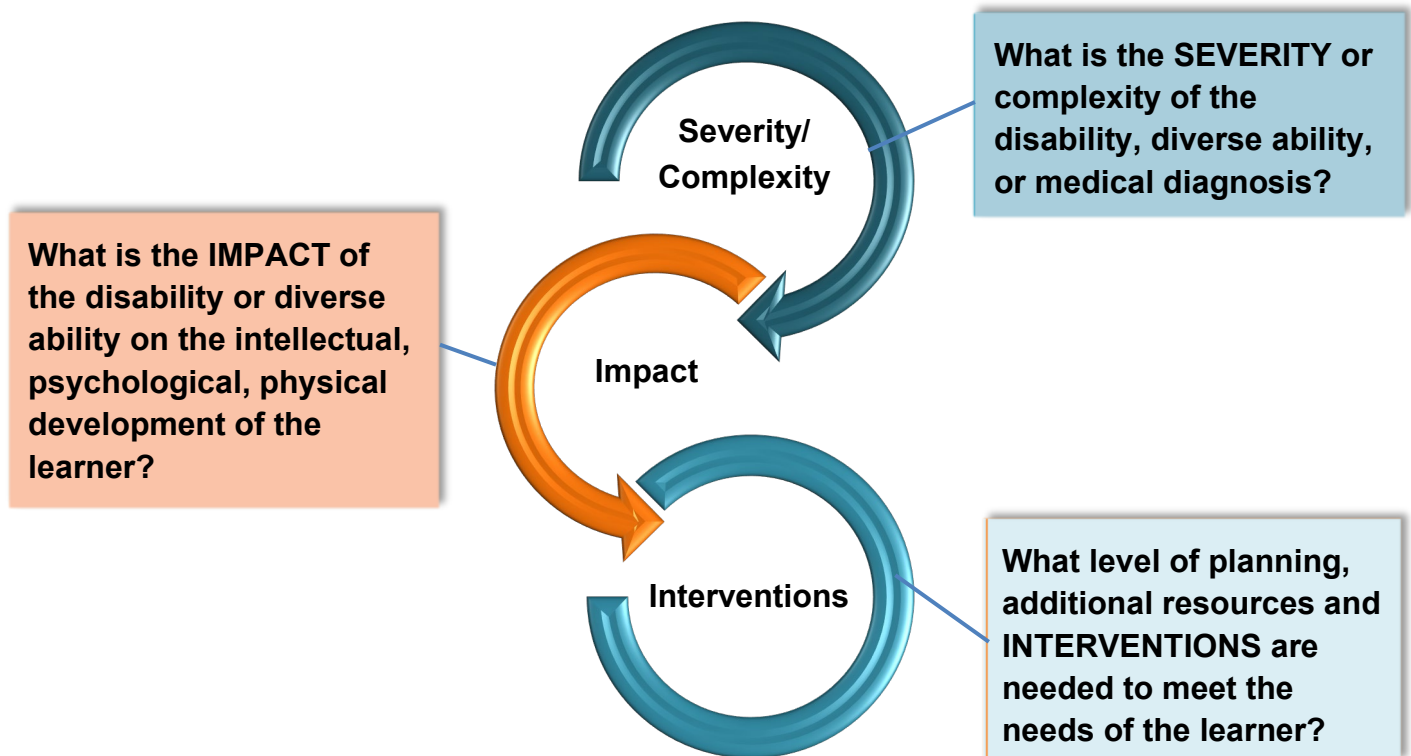 Severity/
Complexity
What is the SEVERITY or
complexity of the
disability, diverse ability,
or medical diagnosis?
What is the IMPACT of
the disability or diverse
ability on the intellectual,
psychological, physical
development of the
learner?
Impact
Interventions
What level of planning,
additional resources and
INTERVENTIONS are
needed to meet the
needs of the learner?